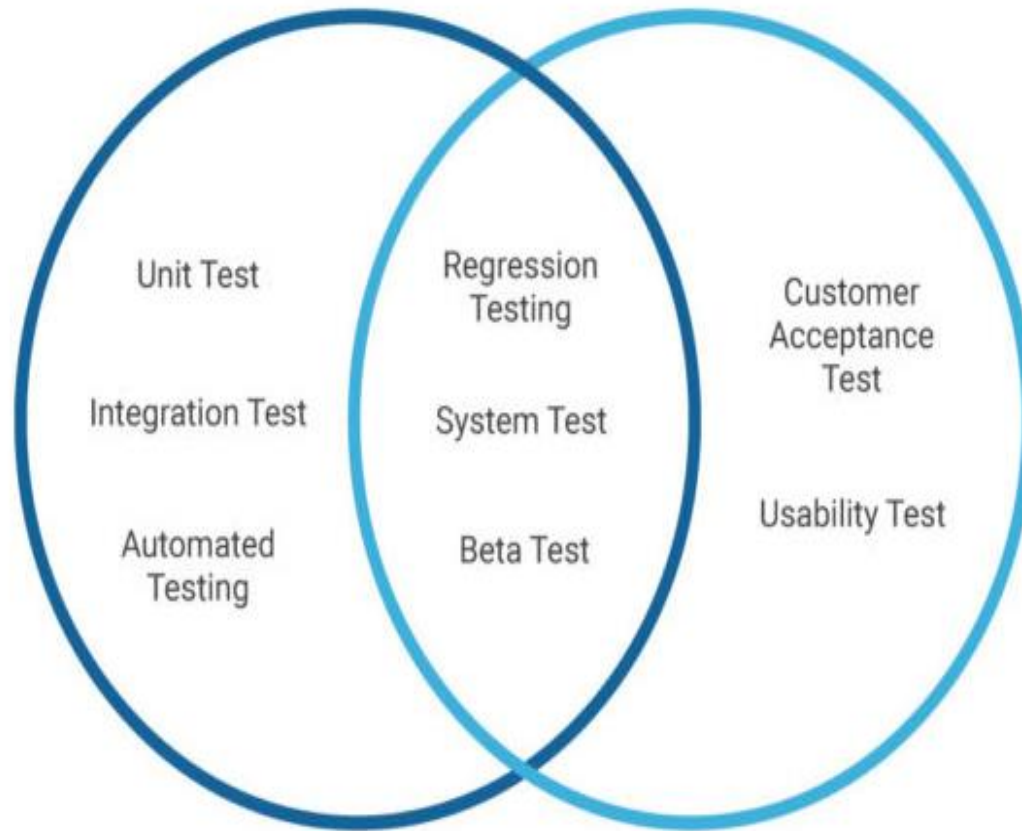 Unit Test
Integration Test
Automated
Testing
Regression
Testing
System Test
Beta Test
Customer
Acceptance
Test
Usability Test